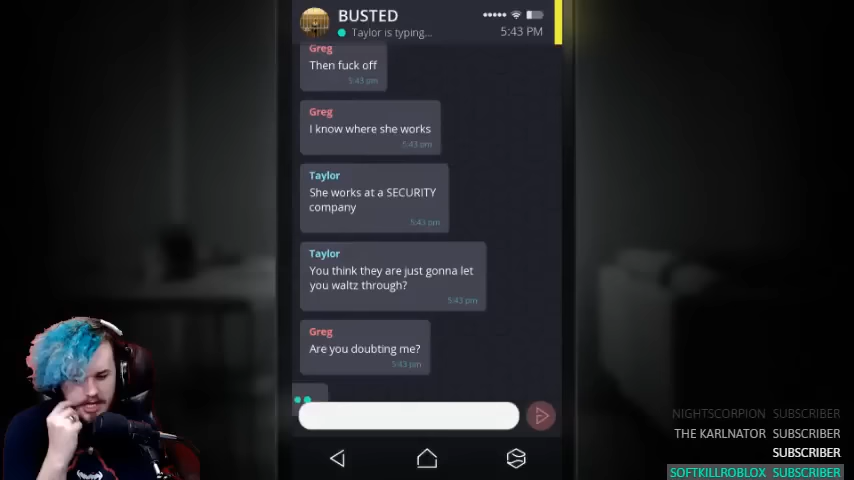 BUSTED
Taylor is typing...
5:43 PM
Greg
Then fuck off
5:43 pm
Greg
I know where she works
5:43 pm
Taylor
She works at a SECURITY
company
5:43 pm
Taylor
You think they are just gonna let
you waltz through?
5:43 pm
Greg
Are you doubting me?
5:43 pm
NIGHTSCORPION SUBSCRIBER
THE KARLNATOR SUBSCRIBER
SUBSCRIBER
SOFTKILLROBLOX SUBSCRIBER